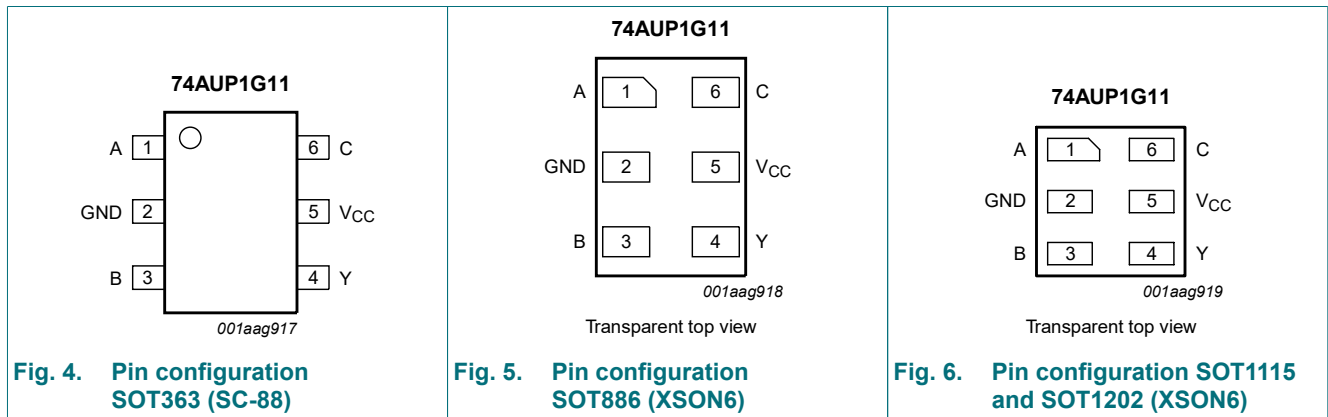 74AUP1G11
A 1 6 C
GND 2 5 VCC
B 3 4 Y
001aag917
Fig. 4. Pin configuration
SOT363 (SC-88)
74AUP1G11
A 1 6 C
GND 2 5 VCC
B 3 4 Y
001aag918
Transparent top view
Fig. 5. Pin configuration
SOT886 (XSON6)
74AUP1G11
A 1 6 C
GND 2 5 VCC
B 3 4 Y
001aag919
Transparent top view
Fig. 6. Pin configuration SOT1115
and SOT1202 (XSON6)